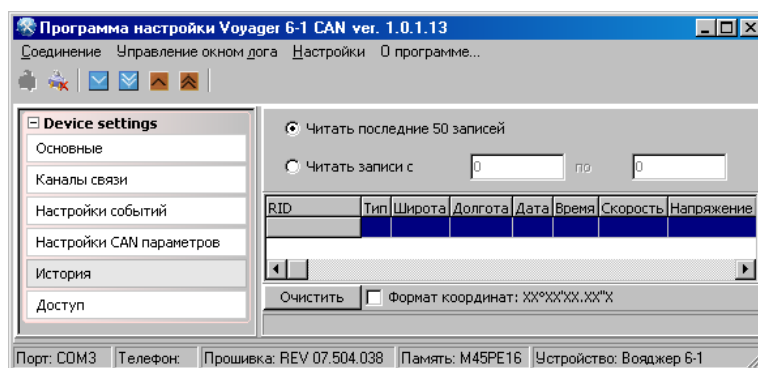 Программа настройки Voyager 6-1 CAN ver. 1.0.1.13
Соединение Управление окном лога Настройки О программе...
Device settings
Основные
Каналы связи
Настройки событий
Настройки CAN параметров
История
Доступ
Читать последние 50 записей
Читать записи с 0 по 0
RID Тип Широта Долгота Дата Время Скорость Напряжение
Очистить Формат координат: XX°XX'XX.XX"X
Порт: COM3 Телефон: Прошивка: REV 07.504.038 Память: M45PE16 Устройство: Вояджер 6-1